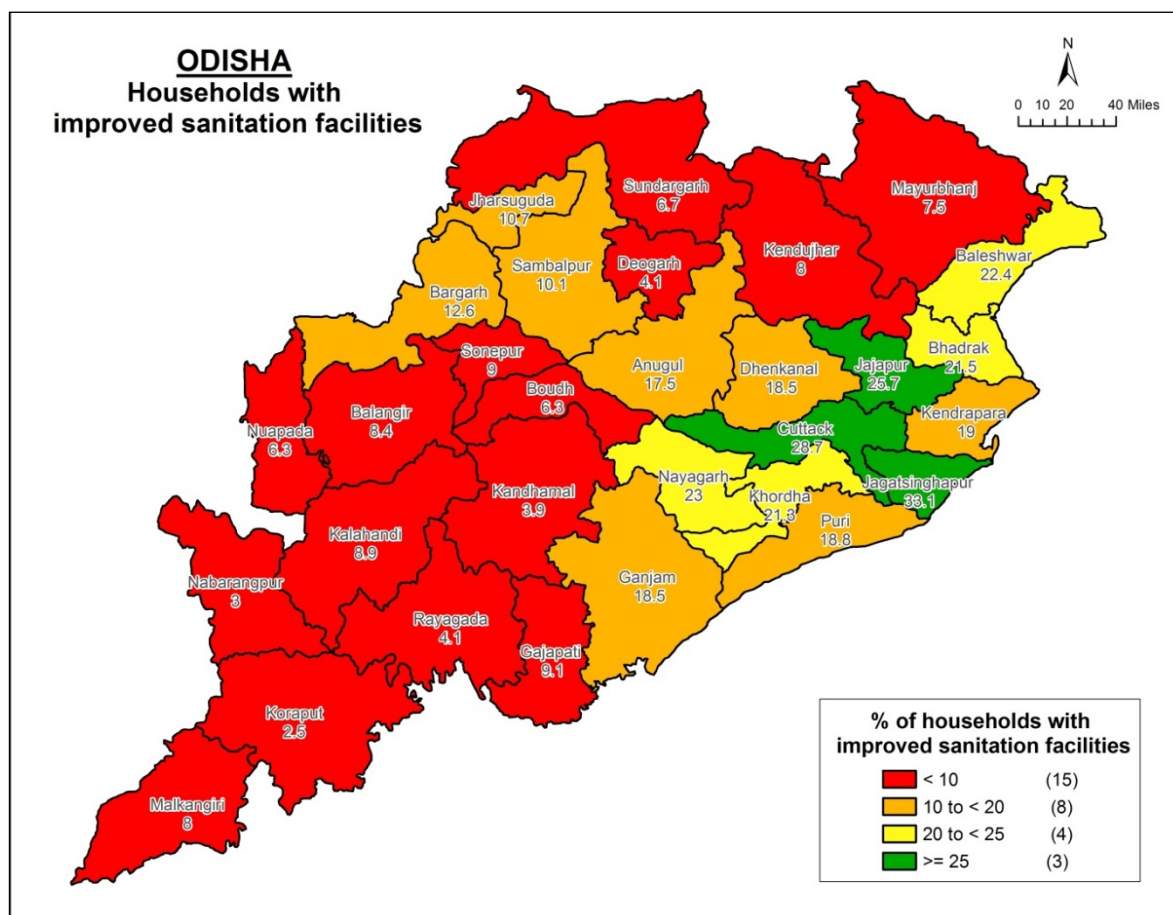 ODISHA
Households with
improved sanitation facilities
N
0 10 20 40 Miles
Sundargarh
6.7
Mayurbhanj
7.5
Jharsuguda
10.7
Kendujhar
8
Baleshwar
22.4
Sambalpur
10.1
Deogarh
4.1
Bargarh
12.6
Sonepur
9
Anugul
17.5
Dhenkanal
18.5
Jajapur
25.7
Bhadrak
21.5
Boudh
6.3
Balangir
8.4
Kendrapara
19
Nuapada
6.3
Cuttack
28.7
Nayagarh
23
Khordha
21.3
Jagatsinghapur
33.1
Kandhamal
3.9
Puri
18.8
Kalahandi
8.9
Ganjam
18.5
Nabarangpur
3
Rayagada
4.1
Gajapati
9.1
Koraput
2.5
Malkangiri
8
% of households with
improved sanitation facilities
< 10 (15)
10 to < 20 (8)
20 to < 25 (4)
>= 25 (3)